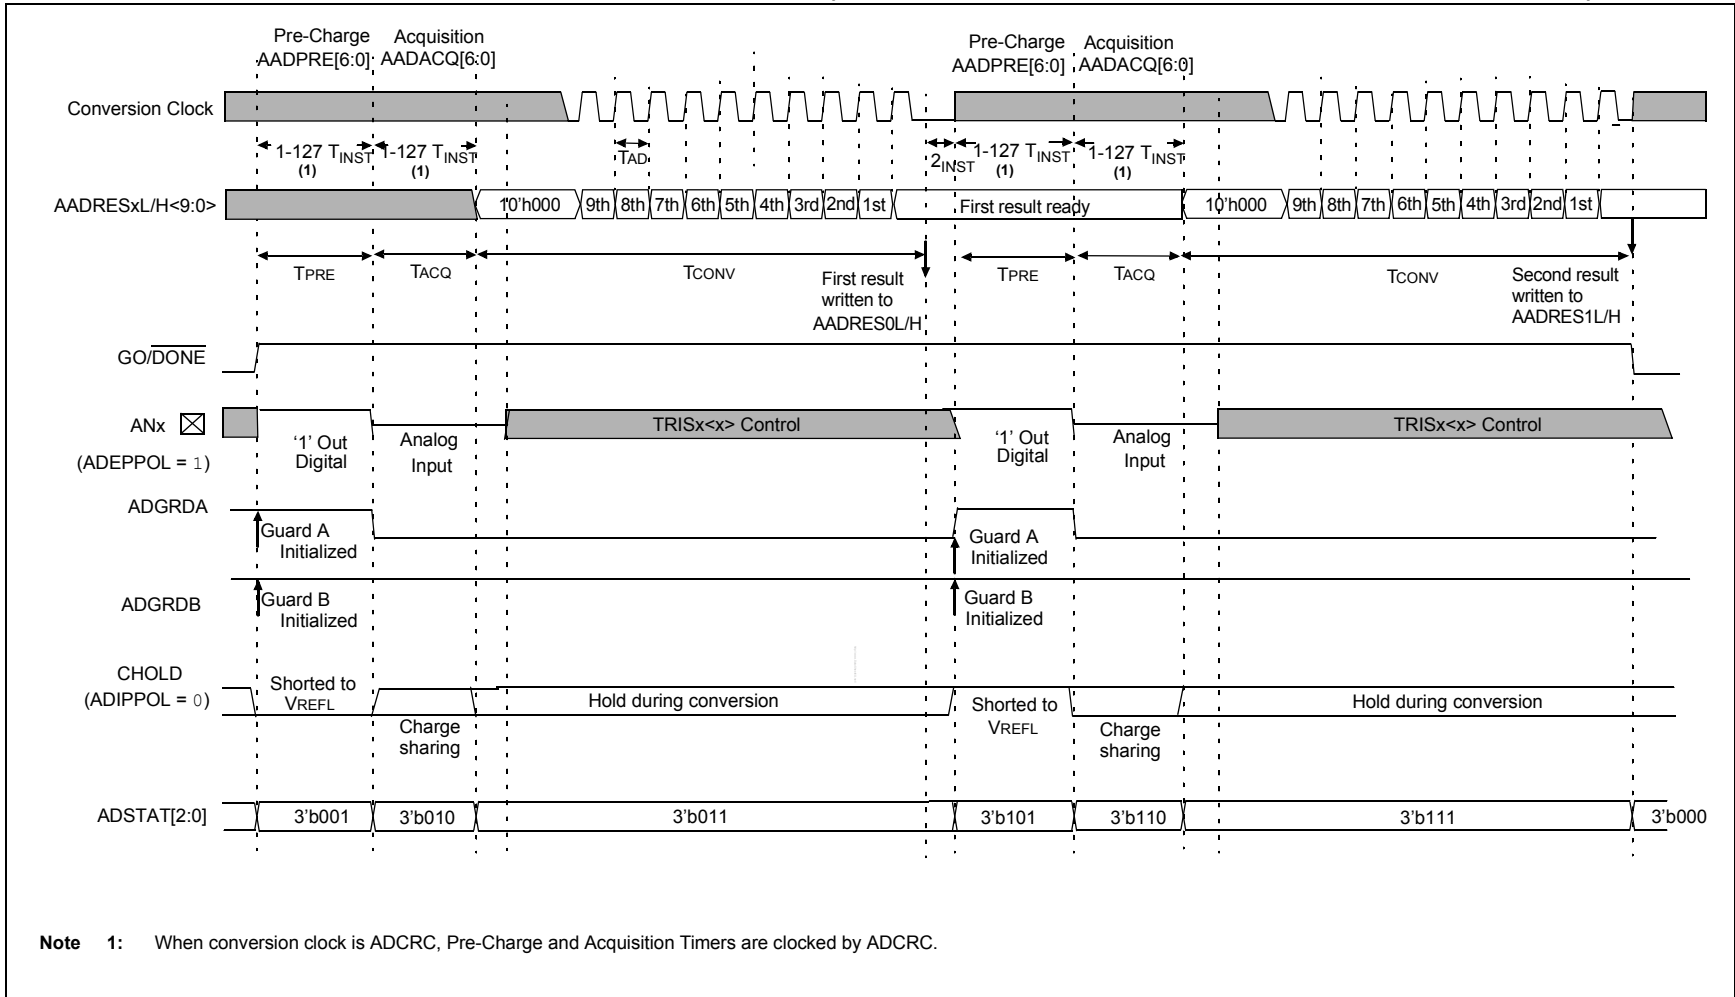 Pre-Charge
AADPRE[6:0]
Acquisition
AADACQ[6:0]
Pre-Charge
AADPRE[6:0]
Acquisition
AADACQ[6:0]
Conversion Clock
1-127 TINST
(1)
1-127 TINST
(1)
TAD
2INST
1-127 TINST
(1)
1-127 TINST
(1)
AADRESxL/H<9:0>
10'h000 9th 8th 7th 6th 5th 4th 3rd 2nd 1st First result ready 10'h000 9th 8th 7th 6th 5th 4th 3rd 2nd 1st
TPRE TACQ TCONV
First result
written to
AADRES0L/H
TPRE TACQ TCONV
Second result
written to
AADRES1L/H
GO/DONE
ANx
(ADEPPOL = 1)
'1' Out
Digital
Analog
Input
TRISx<x> Control
'1' Out
Digital
Analog
Input
TRISx<x> Control
ADGRDA
Guard A
Initialized
Guard A
Initialized
ADGRDB
Guard B
Initialized
Guard B
Initialized
CHOLD
(ADIPPOL = 0)
Shorted to
VREFL
Charge
sharing
Hold during conversion
Shorted to
VREFL
Charge
sharing
Hold during conversion
ADSTAT[2:0]
3'b001 3'b010 3'b011 3'b101 3'b110 3'b111 3'b000
Note 1: When conversion clock is ADCRC, Pre-Charge and Acquisition Timers are clocked by ADCRC.